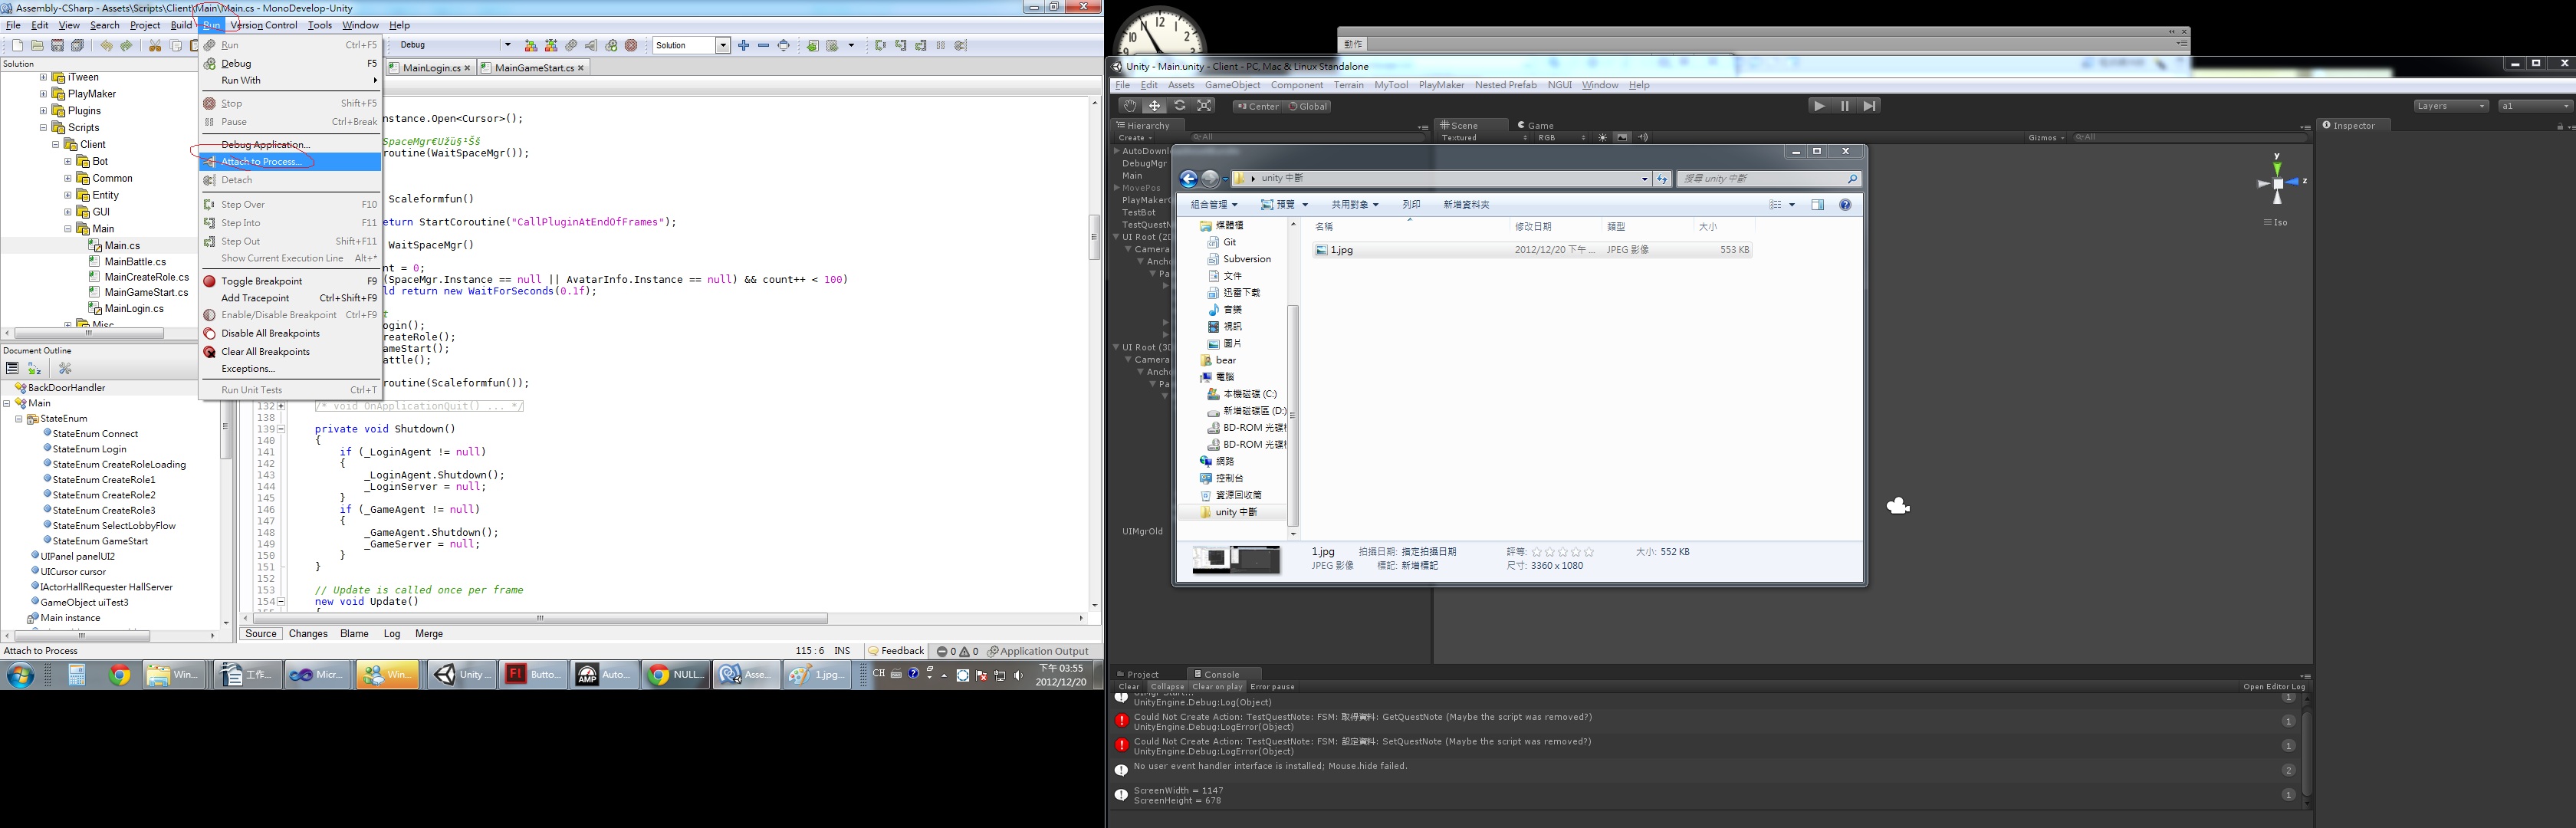 Assembly-CSharp - Assets\Scripts\Client\Main\Main.cs - MonoDevelop-Unity
File Edit View Search Project Build Run Version Control Tools Window Help
Debug
Solution
Solution
iTween
PlayMaker
Plugins
Scripts
Client
Bot
Common
Entity
GUI
Main
Main.cs
MainBattle.cs
MainCreateRole.cs
MainGameStart.cs
MainLogin.cs
Misc
Run Ctrl+F5
Debug F5
Run With
Stop Shift+F5
Pause Ctrl+Break
Debug Application...
Attach to Process...
Detach
Step Over F10
Step Into F11
Step Out Shift+F11
Show Current Execution Line Alt+*
Toggle Breakpoint F9
Add Tracepoint Ctrl+Shift+F9
Enable/Disable Breakpoint Ctrl+F9
Disable All Breakpoints
Clear All Breakpoints
Exceptions...
Run Unit Tests Ctrl+T
MainLogin.cs MainGameStart.cs
nstance.Open<Cursor>();
routine(WaitSpaceMgr());
Scaleformfun()
eturn StartCoroutine("CallPluginAtEndOfFrames");
WaitSpaceMgr()
nt = 0;
(SpaceMgr.Instance == null || AvatarInfo.Instance == null) && count++ < 100)
ld return new WaitForSeconds(0.1f);
t
ogin();
reateRole();
ameStart();
attle();
routine(Scaleformfun());
132 /* void OnApplicationQuit() ... */
138
139 private void Shutdown()
140 {
141 if (_LoginAgent != null)
142 {
143 _LoginAgent.Shutdown();
144 _LoginServer = null;
145 }
146 if (_GameAgent != null)
147 {
148 _GameAgent.Shutdown();
149 _GameServer = null;
150 }
151 }
152
153 // Update is called once per frame
154 new void Update()
Source Changes Blame Log Merge
Document Outline
BackDoorHandler
Main
StateEnum
StateEnum Connect
StateEnum Login
StateEnum CreateRoleLoading
StateEnum CreateRole1
StateEnum CreateRole2
StateEnum CreateRole3
StateEnum SelectLobbyFlow
StateEnum GameStart
UIPanel panelUI2
UICursor cursor
IActorHallRequester HallServer
GameObject uiTest3
Main instance
Attach to Process 115 : 6 INS Feedback 0 0 Application Output
Win... 工作... Micr... Win... Unity ... Butto... Auto... NULL... Asse... 1.jpg... CH 下午 03:55
2012/12/20
12
動作
Unity - Main.unity - Client - PC, Mac & Linux Standalone
File Edit Assets GameObject Component Terrain MyTool PlayMaker Nested Prefab NGUI Window Help
Center Global Layers a1
Hierarchy Scene Game Inspector
Create All Textured RGB Gizmos All
AutoDownl
DebugMgr
Main
MovePos
PlayMakerG
TestBot
TestQuestN
UI Root (2D
Camera
Ancho
Pa
UI Root (3D
Camera
Ancho
Pa
UIMgrOld
y
z
Iso
unity 中斷 搜尋 unity 中斷
組合管理 預覽 共用對象 列印 新增資料夾
名稱 修改日期 類型 大小
1.jpg 2012/12/20 下午 ... JPEG 影像 553 KB
媒體櫃
Git
Subversion
文件
迅雷下載
音樂
視訊
圖片
bear
電腦
本機磁碟 (C:)
新增磁碟區 (D:)
BD-ROM 光碟
BD-ROM 光碟
網路
控制台
資源回收筒
unity 中斷
1.jpg 拍攝日期: 指定拍攝日期 評等: 大小: 552 KB
JPEG 影像 標記: 新增標記 尺寸: 3360 x 1080
Project Console
Clear Collapse Clear on play Error pause Open Editor Log
UIMgr Start...
UnityEngine.Debug:Log(Object) 1
Could Not Create Action: TestQuestNote: FSM: 取得資料: GetQuestNote (Maybe the script was removed?)
UnityEngine.Debug:LogError(Object) 1
Could Not Create Action: TestQuestNote: FSM: 設定資料: SetQuestNote (Maybe the script was removed?)
UnityEngine.Debug:LogError(Object) 1
No user event handler interface is installed; Mouse.hide failed. 2
ScreenWidth = 1147
ScreenHeight = 678 1